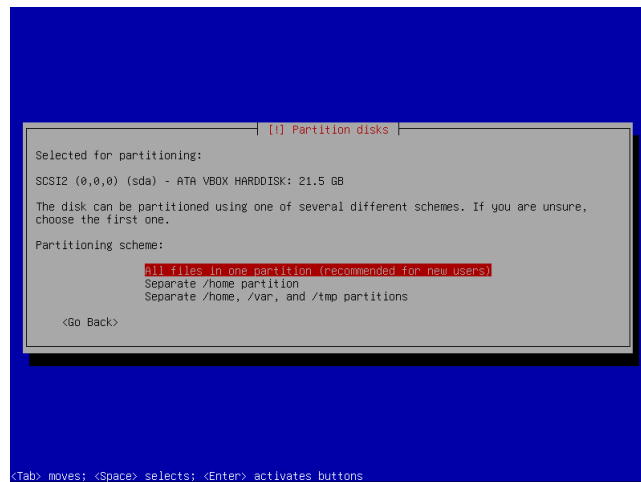 [!] Partition disks
Selected for partitioning:
SCSI2 (0,0,0) (sda) - ATA VBOX HARDDISK: 21.5 GB
The disk can be partitioned using one of several different schemes. If you are unsure,
choose the first one.
Partitioning scheme:
All files in one partition (recommended for new users)
Separate /home partition
Separate /home, /var, and /tmp partitions
<Go Back>
<Tab> moves; <Space> selects; <Enter> activates buttons